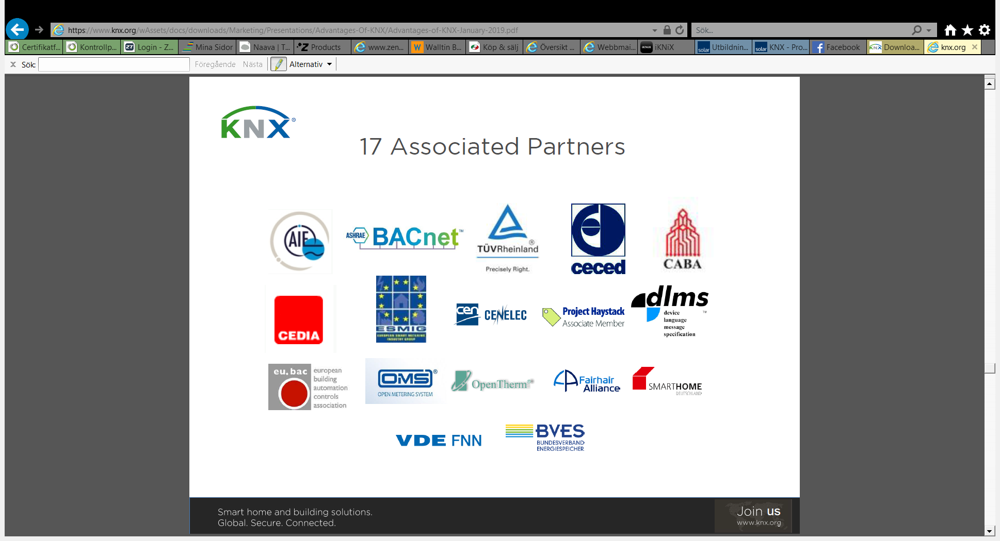 https://www.knx.org/wAssets/docs/downloads/Marketing/Presentations/Advantages-Of-KNX/Advantages-of-KNX-January-2019.pdf
Sök...
Certifikatf...
Kontrollp...
Login - Z...
Mina Sidor
Naava | T...
Products
www.zen...
Walltin B...
Köp & sälj
Översikt ...
Webbmai...
iKNiX
Utbildnin...
KNX - Pro...
Facebook
Downloa...
knx.org
x Sök: Föregående Nästa Alternativ
KNX®
17 Associated Partners
AIE
ASHRAE BACnet™
TÜVRheinland®
Precisely Right.
ceced
CABA
CEDIA
ESMIG
EUROPEAN SMART METERING
INDUSTRY GROUP
cen CENELEC
Project Haystack
Associate Member
dlms™
device
language
message
specification
eu.bac
european
building
automation
controls
association
OMS®
OPEN METERING SYSTEM
OpenTherm®
Fairhair
Alliance
SMARTHOME
DEUTSCHLAND
VDE FNN
BVES
BUNDESVERBAND
ENERGIESPEICHER
Smart home and building solutions.
Global. Secure. Connected.
Join us
www.knx.org